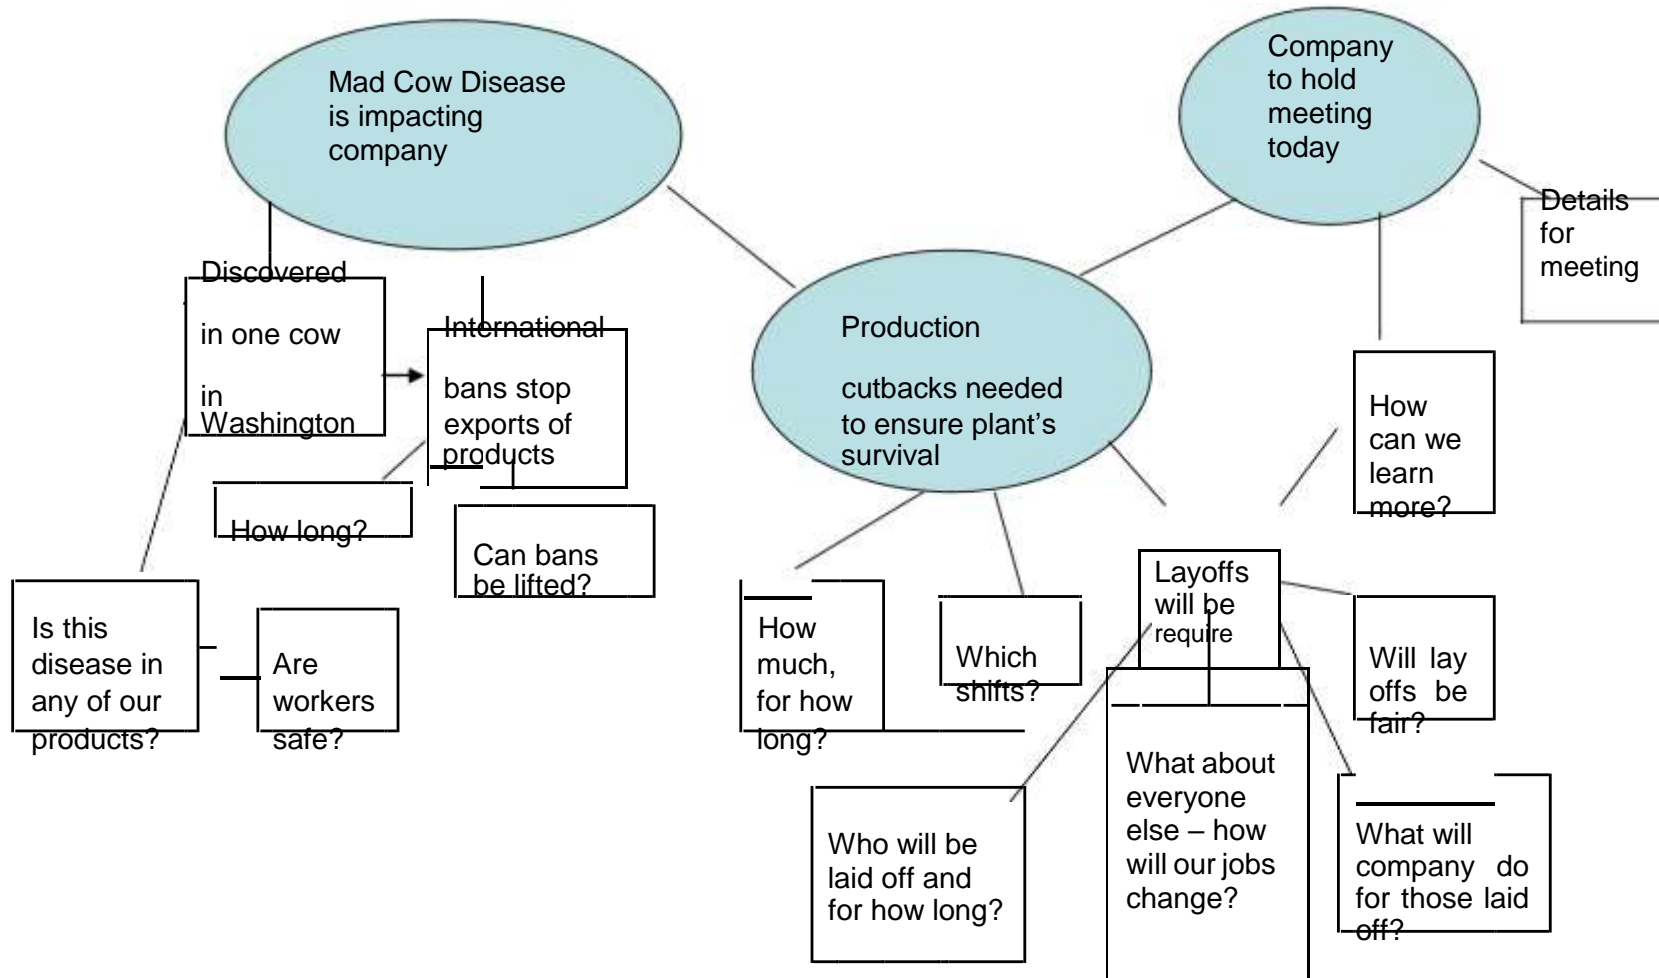 Mad Cow Disease
is impacting
company
Company
to hold
meeting
today
Details
for
meeting
Discovered
in one cow
in
Washington
International
bans stop
exports of
products
Production
cutbacks needed
to ensure plant's
survival
How
can we
learn
more?
How long?
Can bans
be lifted?
Is this
disease in
any of our
products?
Are
workers
safe?
How
much,
for how
long?
Which
shifts?
Layoffs
will be
require
Will lay
offs be
fair?
Who will be
laid off and
for how long?
What about
everyone
else – how
will our jobs
change?
What will
company do
for those laid
off?